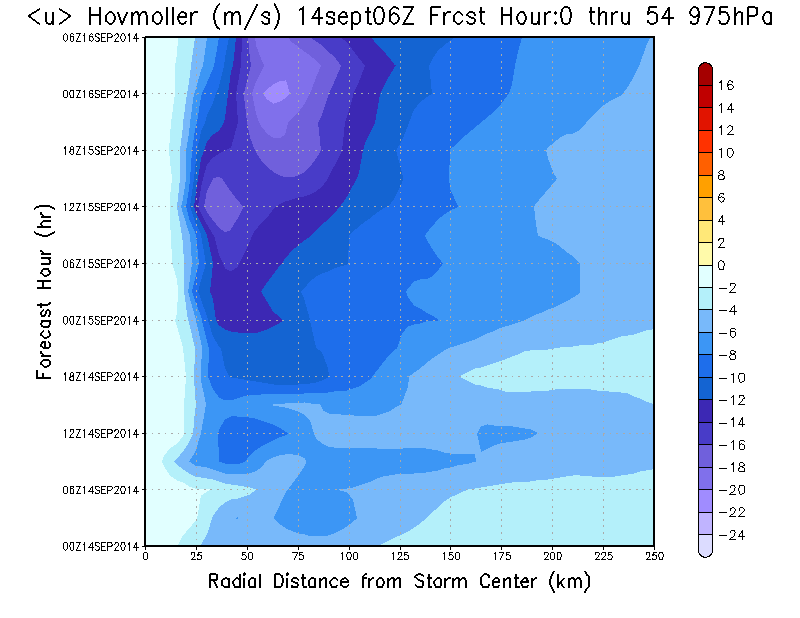 <u> Hovmoller (m/s) 14sept06Z Frcst Hour:0 thru 54 975hPa
06Z16SEP2014
00Z16SEP2014
18Z15SEP2014
12Z15SEP2014
06Z15SEP2014
00Z15SEP2014
18Z14SEP2014
12Z14SEP2014
06Z14SEP2014
00Z14SEP2014
Forecast Hour (hr)
0 25 50 75 100 125 150 175 200 225 250
Radial Distance from Storm Center (km)
16
14
12
10
8
6
4
2
0
-2
-4
-6
-8
-10
-12
-14
-16
-18
-20
-22
-24